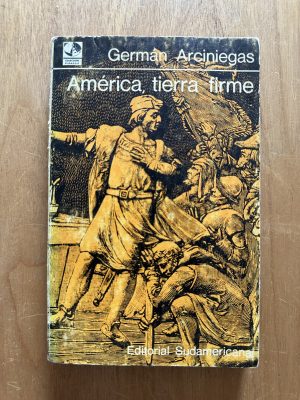 Germán Arciniegas
América, tierra firme
Editorial Sudamericana